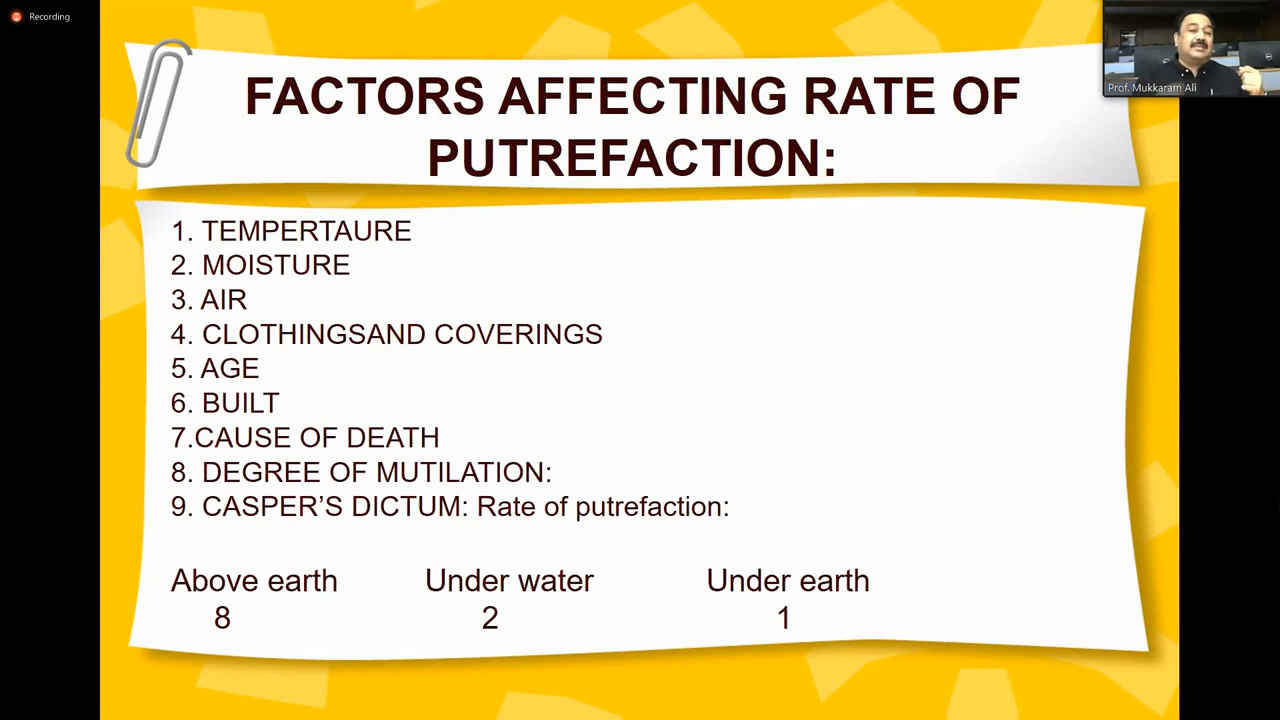 Recording
Prof. Mukkaram Ali
FACTORS AFFECTING RATE OF
PUTREFACTION:
1. TEMPERTAURE
2. MOISTURE
3. AIR
4. CLOTHINGSAND COVERINGS
5. AGE
6. BUILT
7.CAUSE OF DEATH
8. DEGREE OF MUTILATION:
9. CASPER’S DICTUM: Rate of putrefaction:
Above earth Under water Under earth
8 2 1